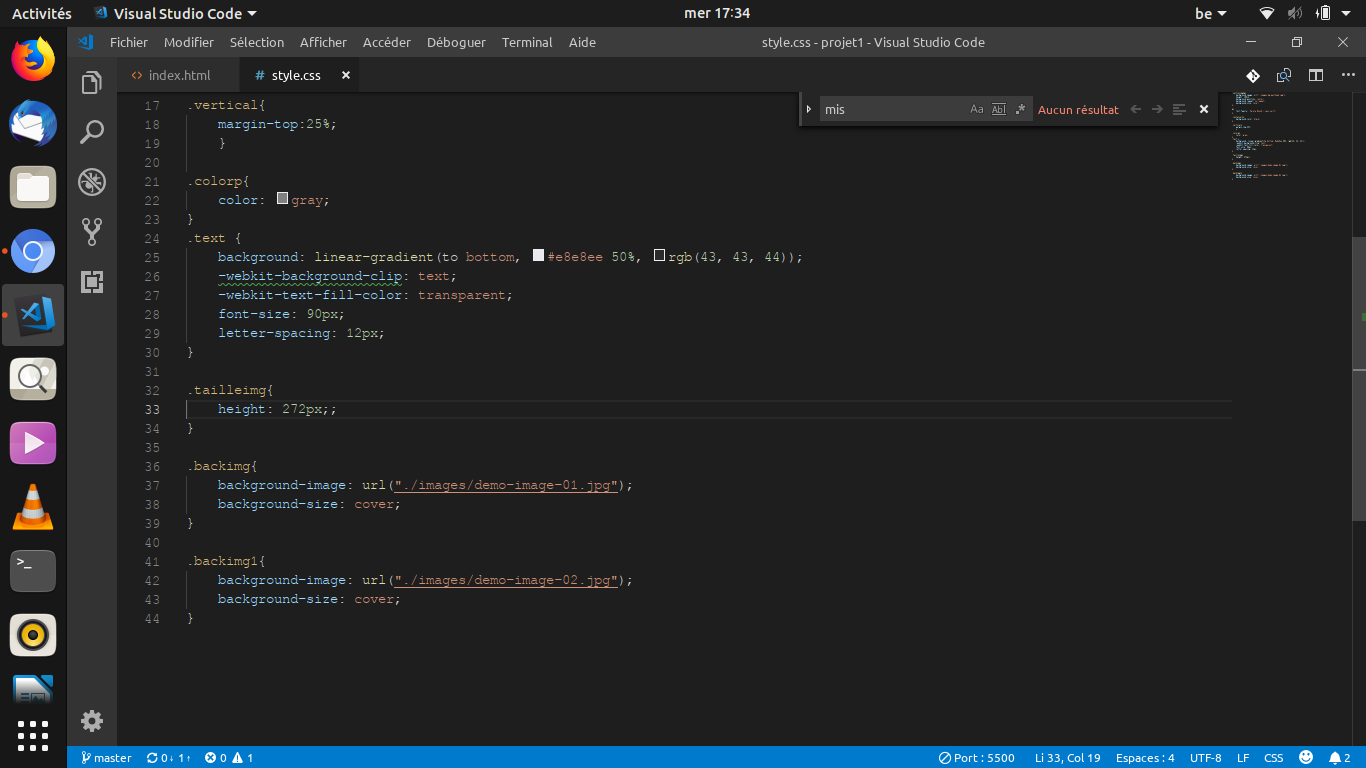 Activités Visual Studio Code mer 17:34 be
Fichier Modifier Sélection Afficher Accéder Déboguer Terminal Aide style.css - projet1 - Visual Studio Code
<> index.html # style.css
mis Aa Abl .* Aucun résultat
17 .vertical{
18 margin-top:25%;
19 }
20
21 .colorp{
22 color: gray;
23 }
24 .text {
25 background: linear-gradient(to bottom, #e8e8ee 50%, rgb(43, 43, 44));
26 -webkit-background-clip: text;
27 -webkit-text-fill-color: transparent;
28 font-size: 90px;
29 letter-spacing: 12px;
30 }
31
32 .tailleimg{
33 height: 272px;;
34 }
35
36 .backimg{
37 background-image: url("./images/demo-image-01.jpg");
38 background-size: cover;
39 }
40
41 .backimg1{
42 background-image: url("./images/demo-image-02.jpg");
43 background-size: cover;
44 }
>_
master 0↓ 1↑ 0 1 Port : 5500 Li 33, Col 19 Espaces : 4 UTF-8 LF CSS 2